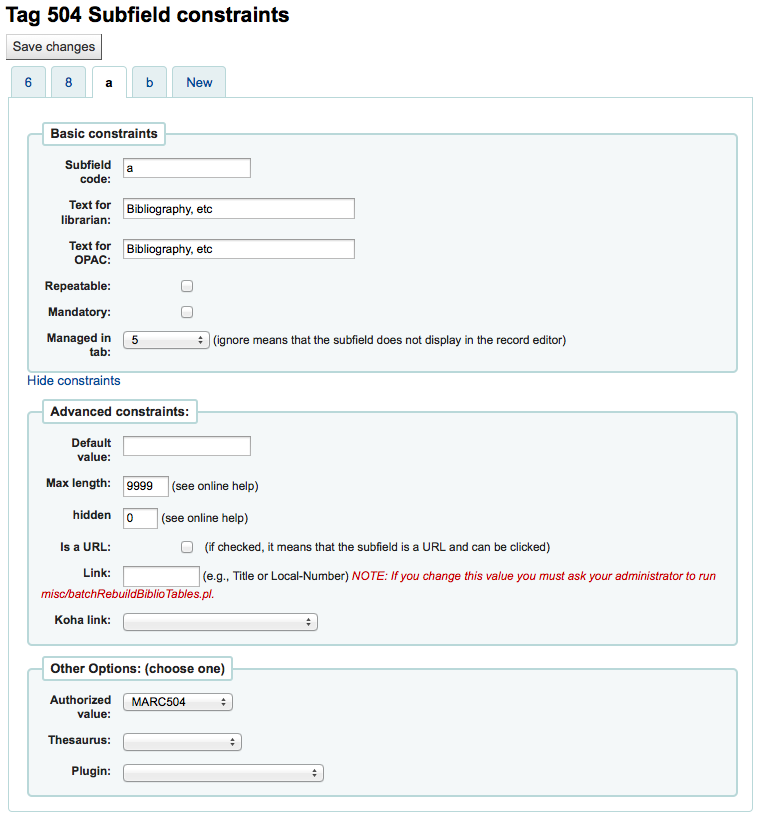 Tag 504 Subfield constraints
Save changes
6 8 a b New
Basic constraints
Subfield code: a
Text for librarian: Bibliography, etc
Text for OPAC: Bibliography, etc
Repeatable:
Mandatory:
Managed in tab: 5 (ignore means that the subfield does not display in the record editor)
Hide constraints
Advanced constraints:
Default value:
Max length: 9999 (see online help)
hidden 0 (see online help)
Is a URL: (if checked, it means that the subfield is a URL and can be clicked)
Link: (e.g., Title or Local-Number) NOTE: If you change this value you must ask your administrator to run
misc/batchRebuildBiblioTables.pl.
Koha link:
Other Options: (choose one)
Authorized value: MARC504
Thesaurus:
Plugin: